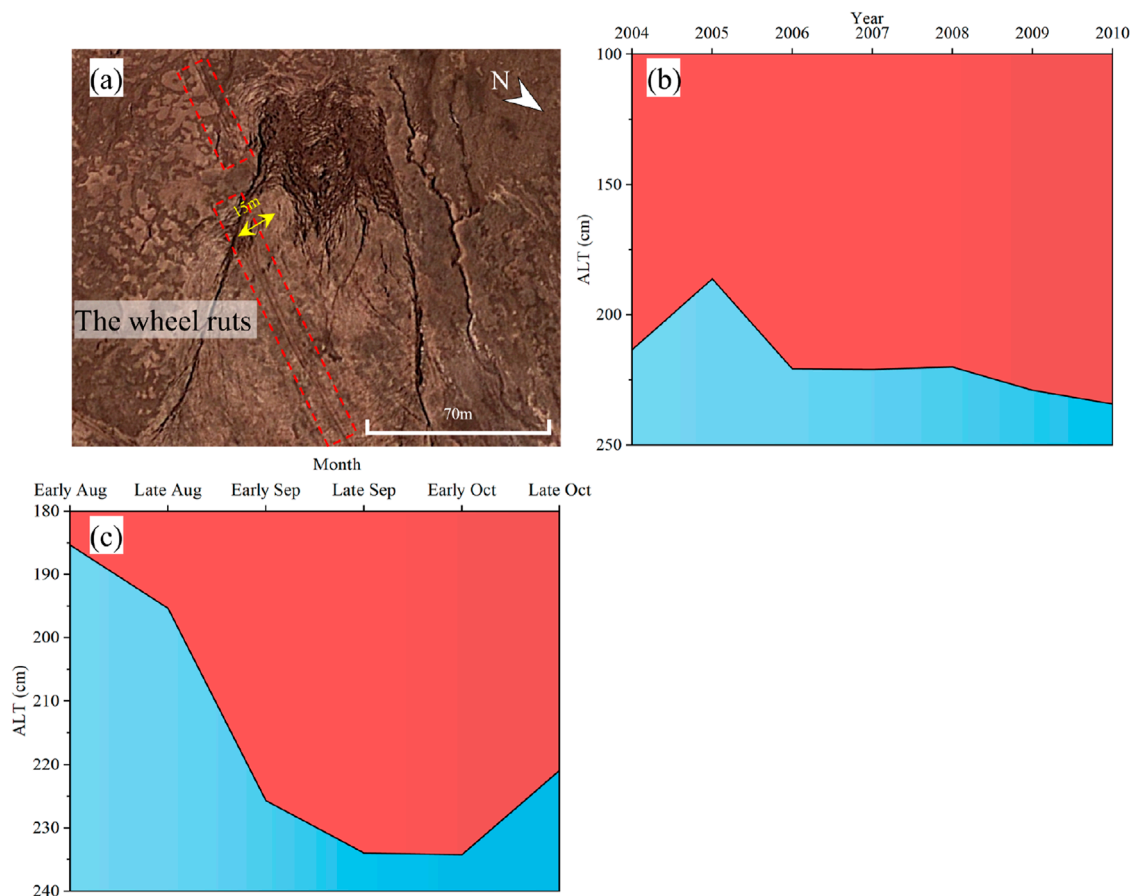 (a)
N
15m
The wheel ruts
70m
Year
2004 2005 2006 2007 2008 2009 2010
(b)
ALT (cm)
100
150
200
250
Month
Early Aug Late Aug Early Sep Late Sep Early Oct Late Oct
(c)
ALT (cm)
180
190
200
210
220
230
240